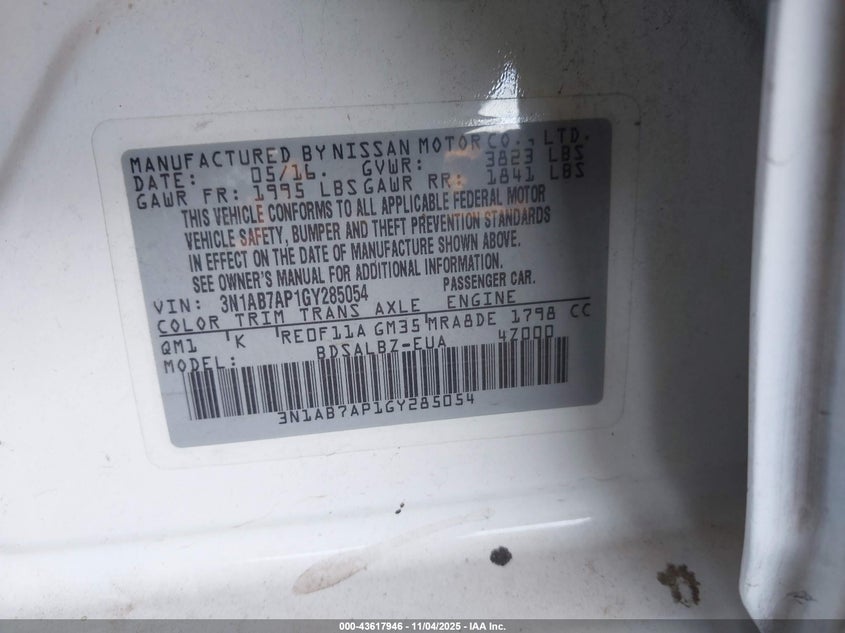 MANUFACTURED BY NISSAN MOTOR CO., LTD.
DATE: 05/16. GVWR: 3823 LBS
GAWR FR: 1995 LBS GAWR RR: 1841 LBS
THIS VEHICLE CONFORMS TO ALL APPLICABLE FEDERAL MOTOR
VEHICLE SAFETY, BUMPER AND THEFT PREVENTION STANDARDS
IN EFFECT ON THE DATE OF MANUFACTURE SHOWN ABOVE.
SEE OWNER'S MANUAL FOR ADDITIONAL INFORMATION.
VIN: 3N1AB7AP1GY285054 PASSENGER CAR.
COLOR TRIM TRANS AXLE ENGINE
QM1 K RE0F11A GM35 MRA8DE 1798 CC
MODEL: BDSALBZ-EUA 4Z000
3N1AB7AP1GY285054
000-43617946 - 11/04/2025 - IAA Inc.